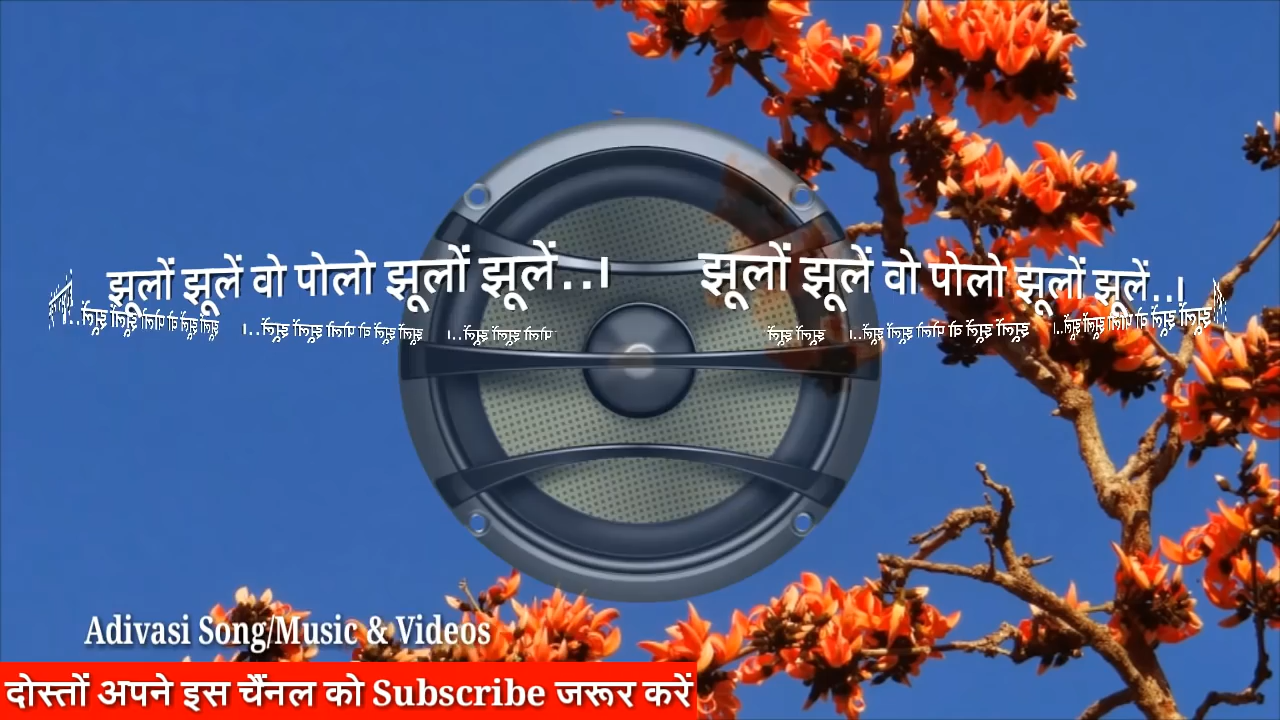 झूलों झूलें वो पोलो झूलों झूलें..। झूलों झूलें वो पोलो झूलों झूलें..।
Adivasi Song/Music & Videos
दोस्तों अपने इस चैंनल को Subscribe जरूर करें